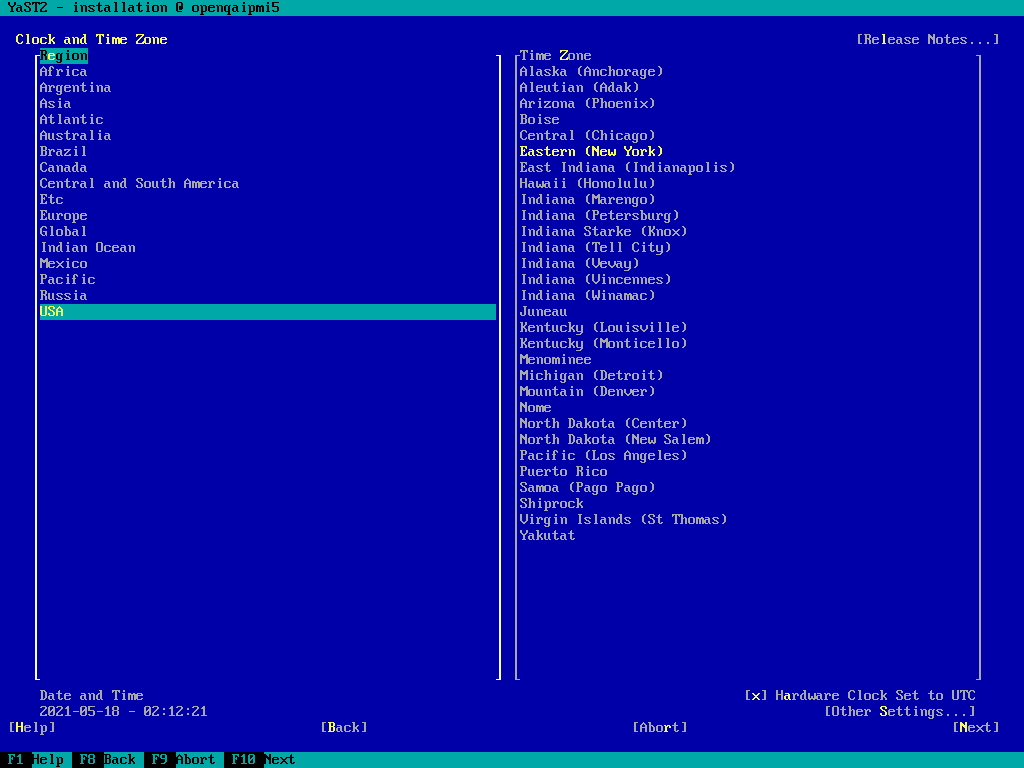 YaST2 - installation @ openqaipmi5
Clock and Time Zone [Release Notes...]
Region
Africa
Argentina
Asia
Atlantic
Australia
Brazil
Canada
Central and South America
Etc
Europe
Global
Indian Ocean
Mexico
Pacific
Russia
USA
Time Zone
Alaska (Anchorage)
Aleutian (Adak)
Arizona (Phoenix)
Boise
Central (Chicago)
Eastern (New York)
East Indiana (Indianapolis)
Hawaii (Honolulu)
Indiana (Marengo)
Indiana (Petersburg)
Indiana Starke (Knox)
Indiana (Tell City)
Indiana (Vevay)
Indiana (Vincennes)
Indiana (Winamac)
Juneau
Kentucky (Louisville)
Kentucky (Monticello)
Menominee
Michigan (Detroit)
Mountain (Denver)
Nome
North Dakota (Center)
North Dakota (New Salem)
Pacific (Los Angeles)
Puerto Rico
Samoa (Pago Pago)
Shiprock
Virgin Islands (St Thomas)
Yakutat
Date and Time [x] Hardware Clock Set to UTC
2021-05-18 - 02:12:21 [Other Settings...]
[Help] [Back] [Abort] [Next]
F1 Help F8 Back F9 Abort F10 Next